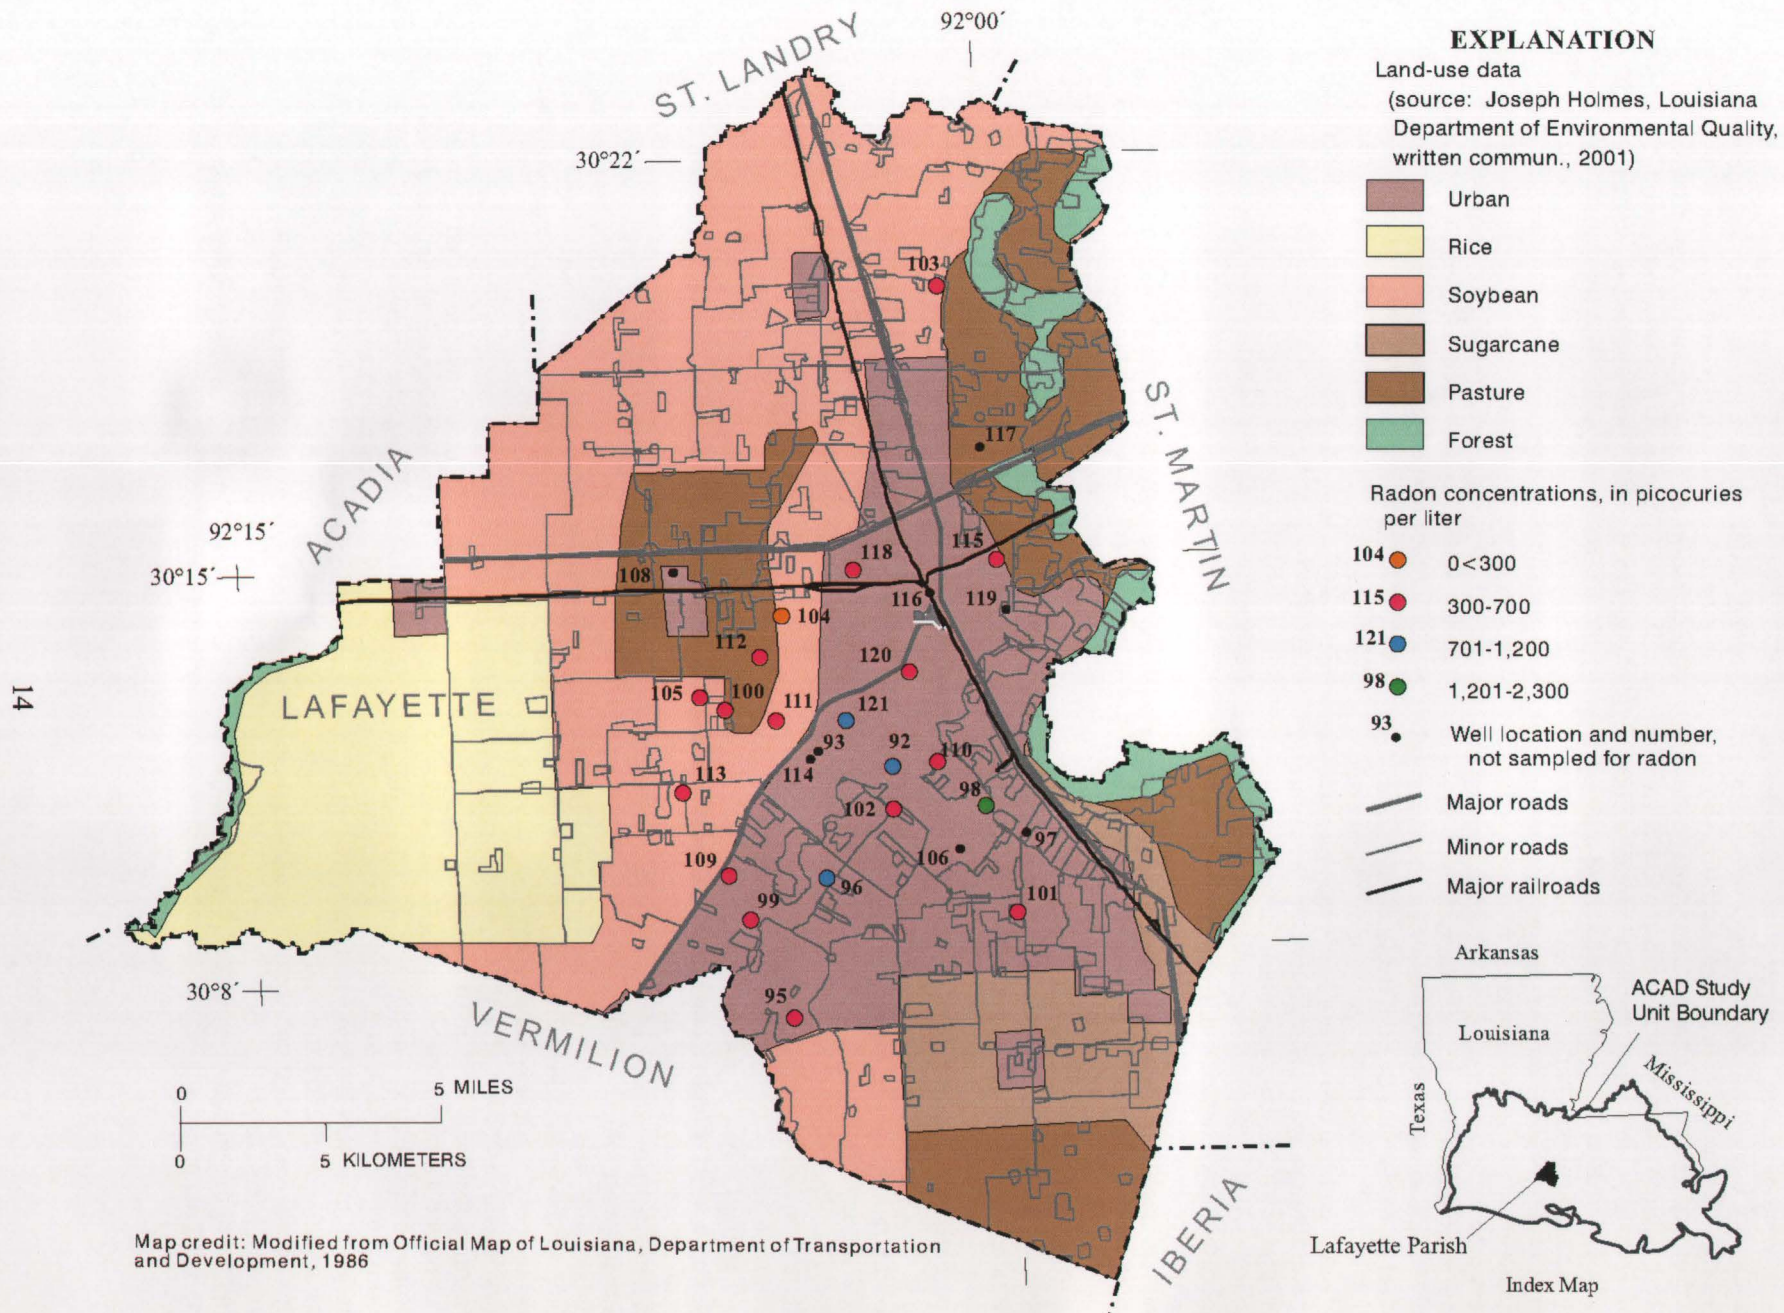 92°00´
ST. LANDRY
30°22´
103
ACADIA
117
ST. MARTIN
92°15´
30°15´
118
115
108
116
119
104
112
120
LAFAYETTE
105
100
111
121
93
92
110
114
113
98
102
97
109
106
96
99
101
30°8´
95
VERMILION
0
5 MILES
0
5 KILOMETERS
IBERIA
Map credit: Modified from Official Map of Louisiana, Department of Transportation
and Development, 1986
14
EXPLANATION
Land-use data
(source: Joseph Holmes, Louisiana
Department of Environmental Quality,
written commun., 2001)
Urban
Rice
Soybean
Sugarcane
Pasture
Forest
Radon concentrations, in picocuries
per liter
104 0<300
115 300-700
121 701-1,200
98 1,201-2,300
93 Well location and number,
not sampled for radon
Major roads
Minor roads
Major railroads
Arkansas
ACAD Study
Unit Boundary
Louisiana
Mississippi
Texas
Lafayette Parish
Index Map